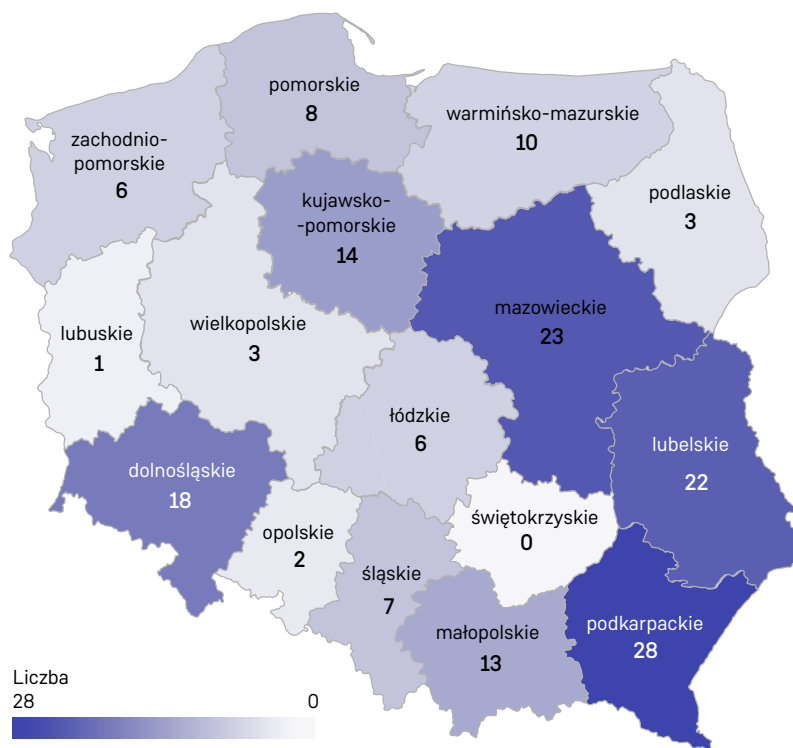 pomorskie
8
warmińsko-mazurskie
10
zachodnio-
pomorskie
6
podlaskie
3
kujawsko-
-pomorskie
14
mazowieckie
23
lubuskie
1
wielkopolskie
3
łódzkie
6
lubelskie
22
dolnośląskie
18
świętokrzyskie
0
opolskie
2
śląskie
7
małopolskie
13
podkarpackie
28
Liczba
28 0